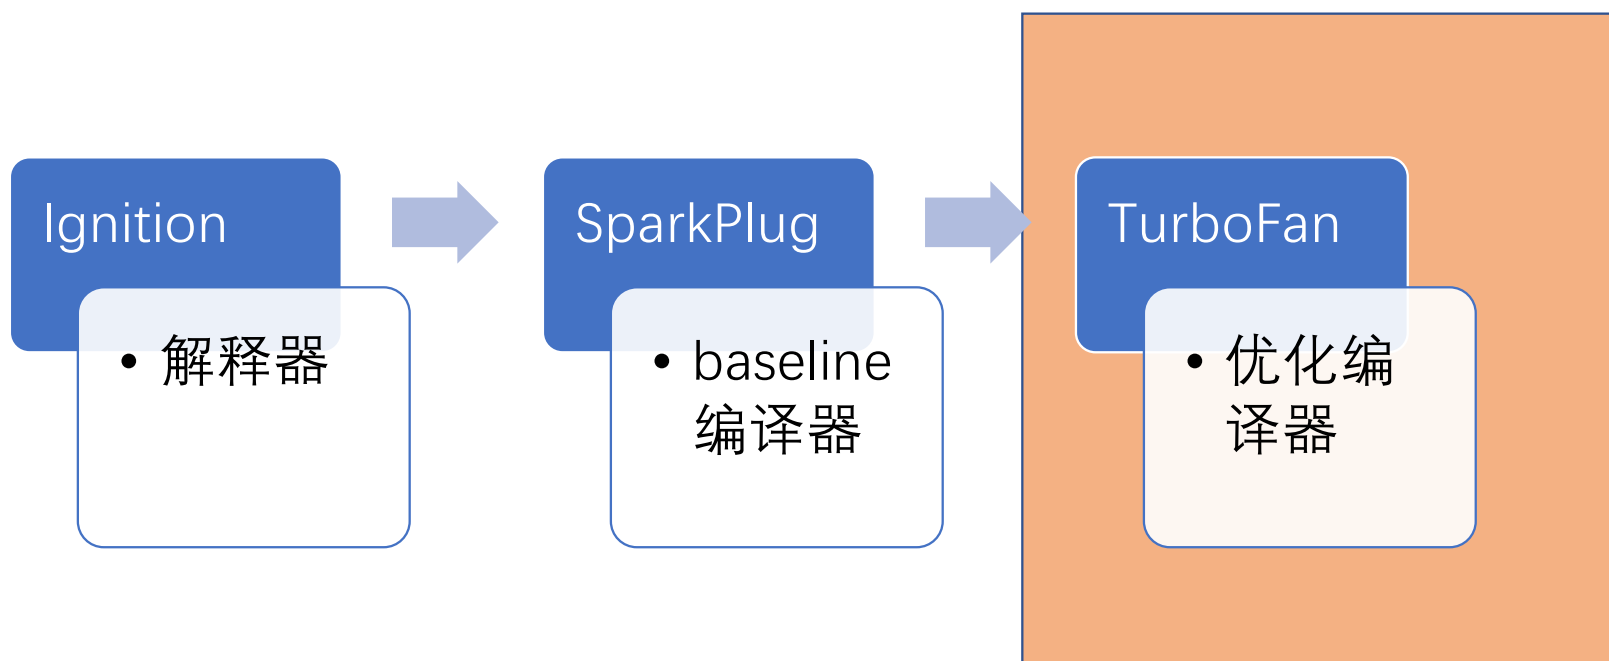 Ignition
• 解释器
SparkPlug
• baseline
编译器
TurboFan
• 优化编
译器